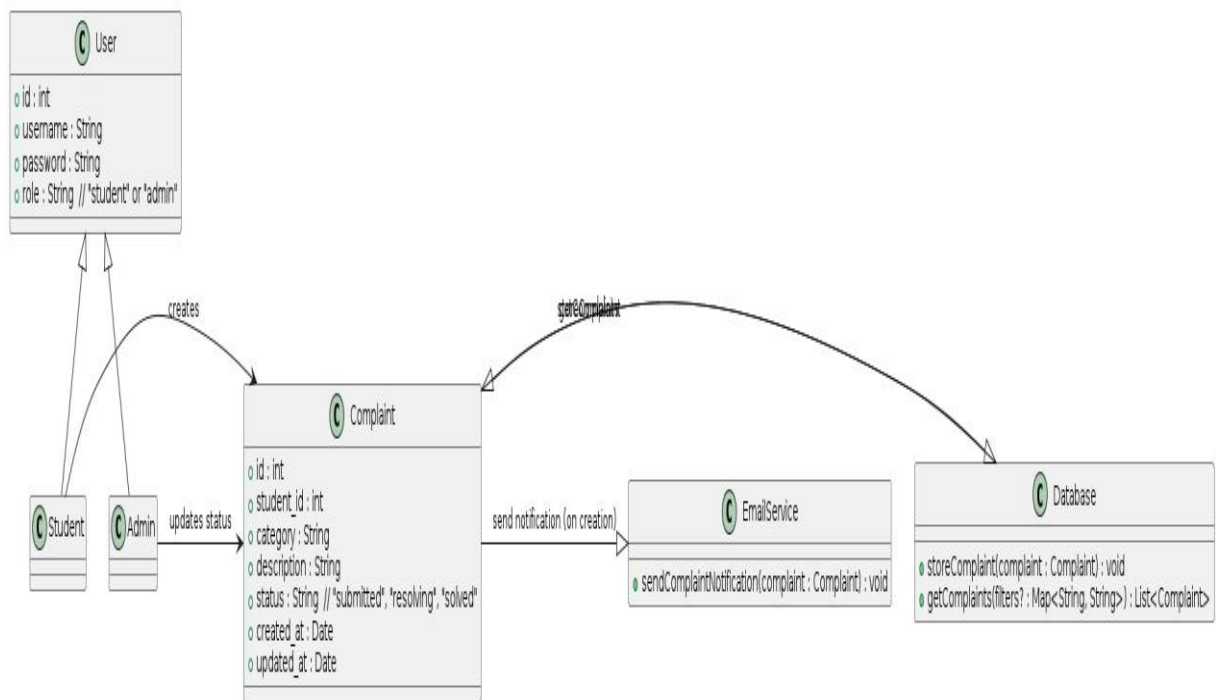 C User
id : int
username : String
password : String
role : String // "student" or "admin"
creates
C Student
C Admin
updates status
C Complaint
id : int
student_id : int
category : String
description : String
status : String // "submitted", "resolving", "solved"
created_at : Date
updated_at : Date
send notification (on creation)
C EmailService
sendComplaintNotification(complaint : Complaint) : void
C Database
storeComplaint(complaint : Complaint) : void
getComplaints(filters? : Map<String, String>) : List<Complaint>